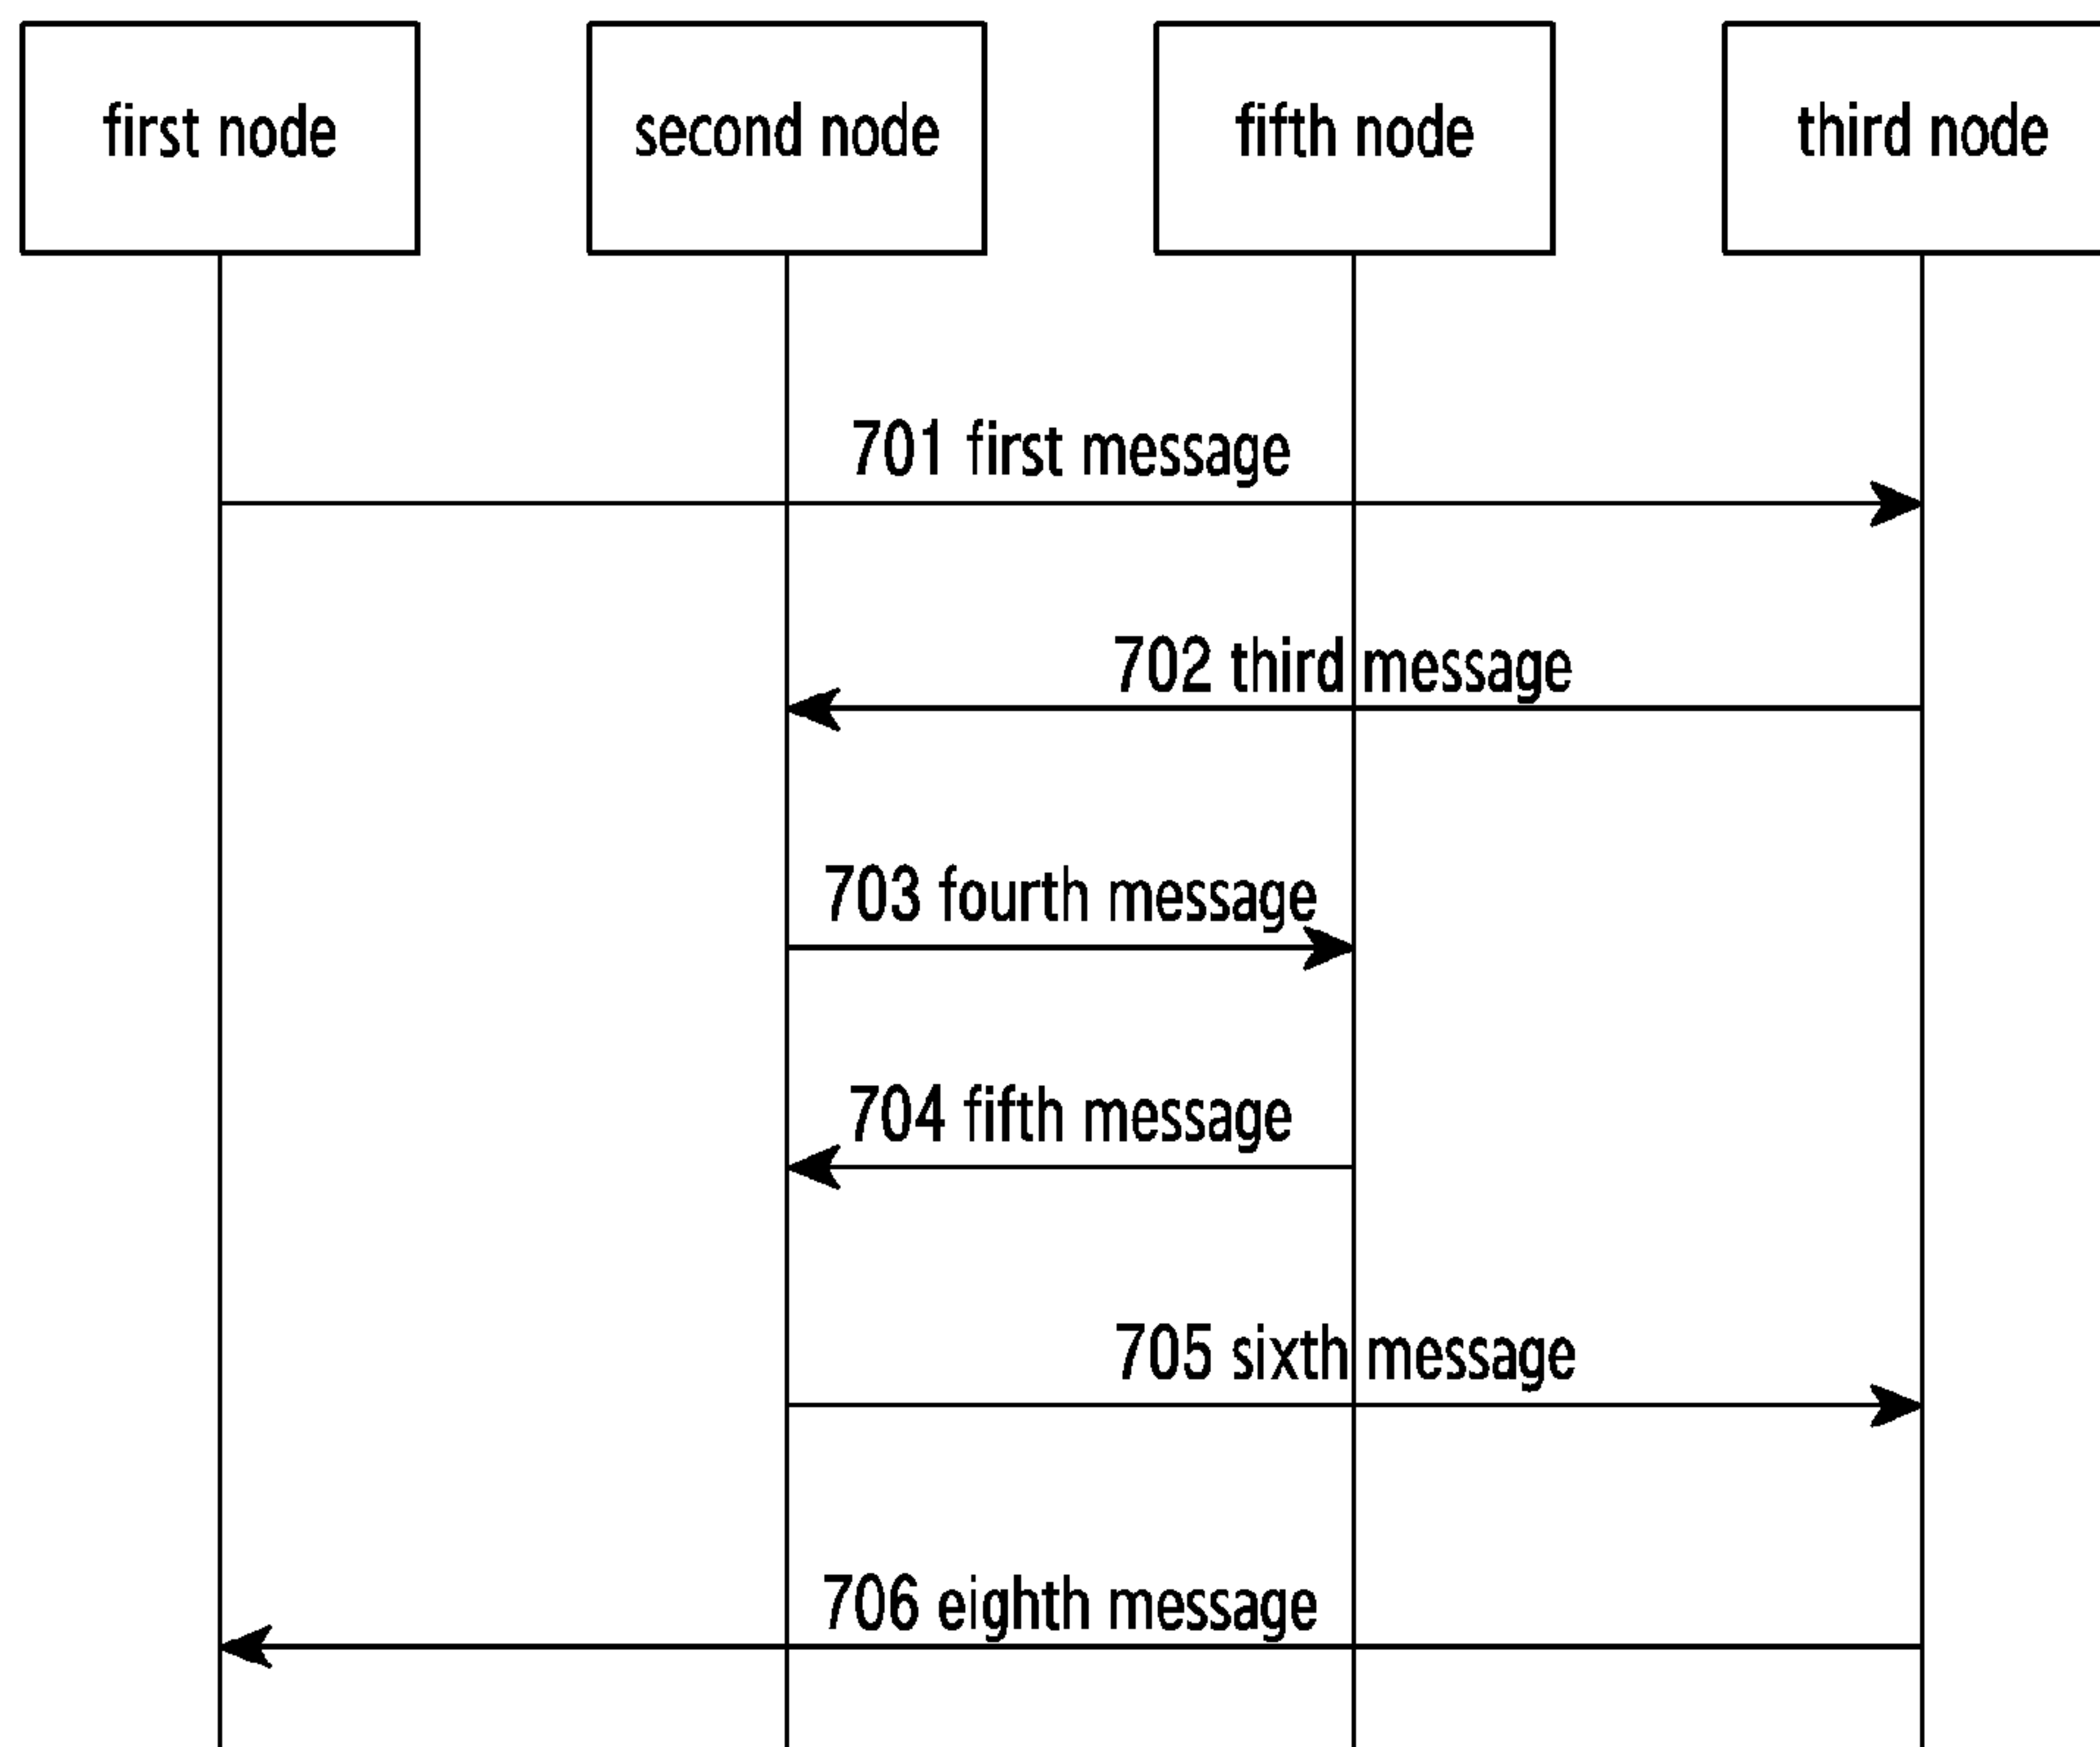 first node
second node
fifth node
third node
701 first message
702 third message
703 fourth message
704 fifth message
705 sixth message
706 eighth message